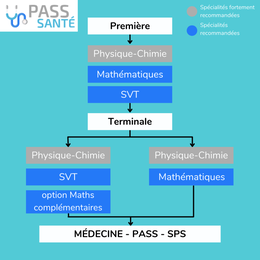 PASS
SANTÉ
Spécialités fortement
recommandées
Spécialités
recommandées
Première
Physique-Chimie
Mathématiques
SVT
Terminale
Physique-Chimie
SVT
option Maths
complémentaires
Physique-Chimie
Mathématiques
MÉDECINE - PASS - SPS